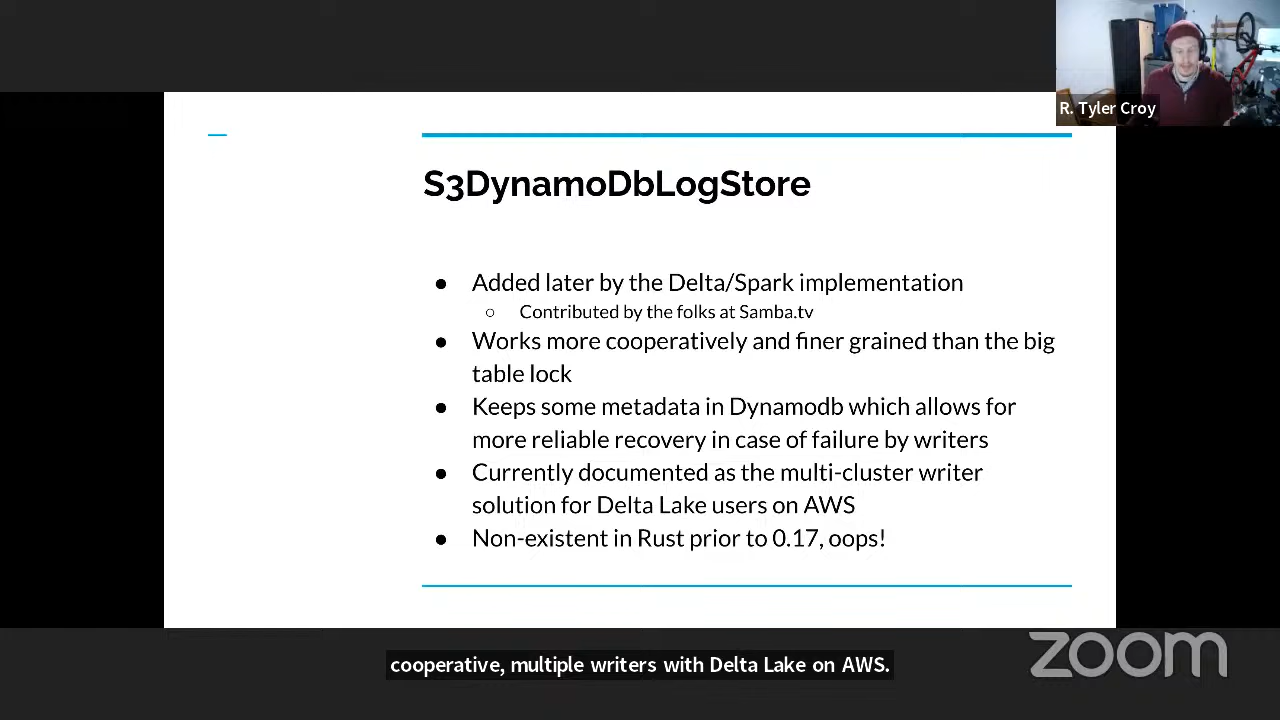 R. Tyler Croy
S3DynamoDbLogStore
● Added later by the Delta/Spark implementation
○ Contributed by the folks at Samba.tv
● Works more cooperatively and finer grained than the big
table lock
● Keeps some metadata in Dynamodb which allows for
more reliable recovery in case of failure by writers
● Currently documented as the multi-cluster writer
solution for Delta Lake users on AWS
● Non-existent in Rust prior to 0.17, oops!
cooperative, multiple writers with Delta Lake on AWS.
zoom